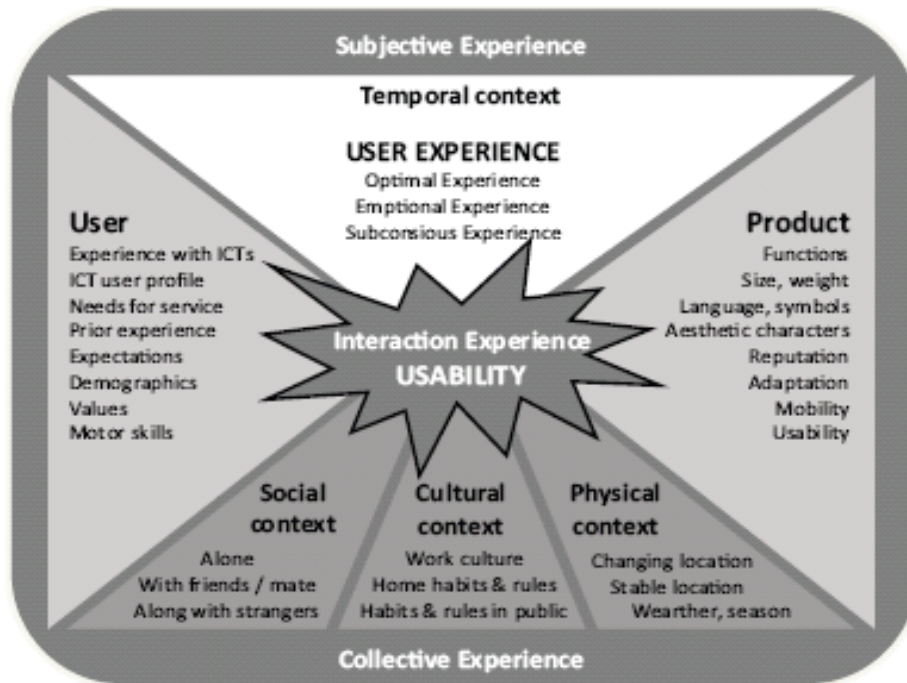 Subjective Experience
Temporal context
USER EXPERIENCE
Optimal Experience
Emptional Experience
Subconsious Experience
User
Experience with ICTs
ICT user profile
Needs for service
Prior experience
Expectations
Demographics
Values
Motor skills
Product
Functions
Size, weight
Language, symbols
Aesthetic characters
Reputation
Adaptation
Mobility
Usability
Interaction Experience
USABILITY
Social
context
Alone
With friends / mate
Along with strangers
Cultural
context
Work culture
Home habits & rules
Habits & rules in public
Physical
context
Changing location
Stable location
Wearther, season
Collective Experience